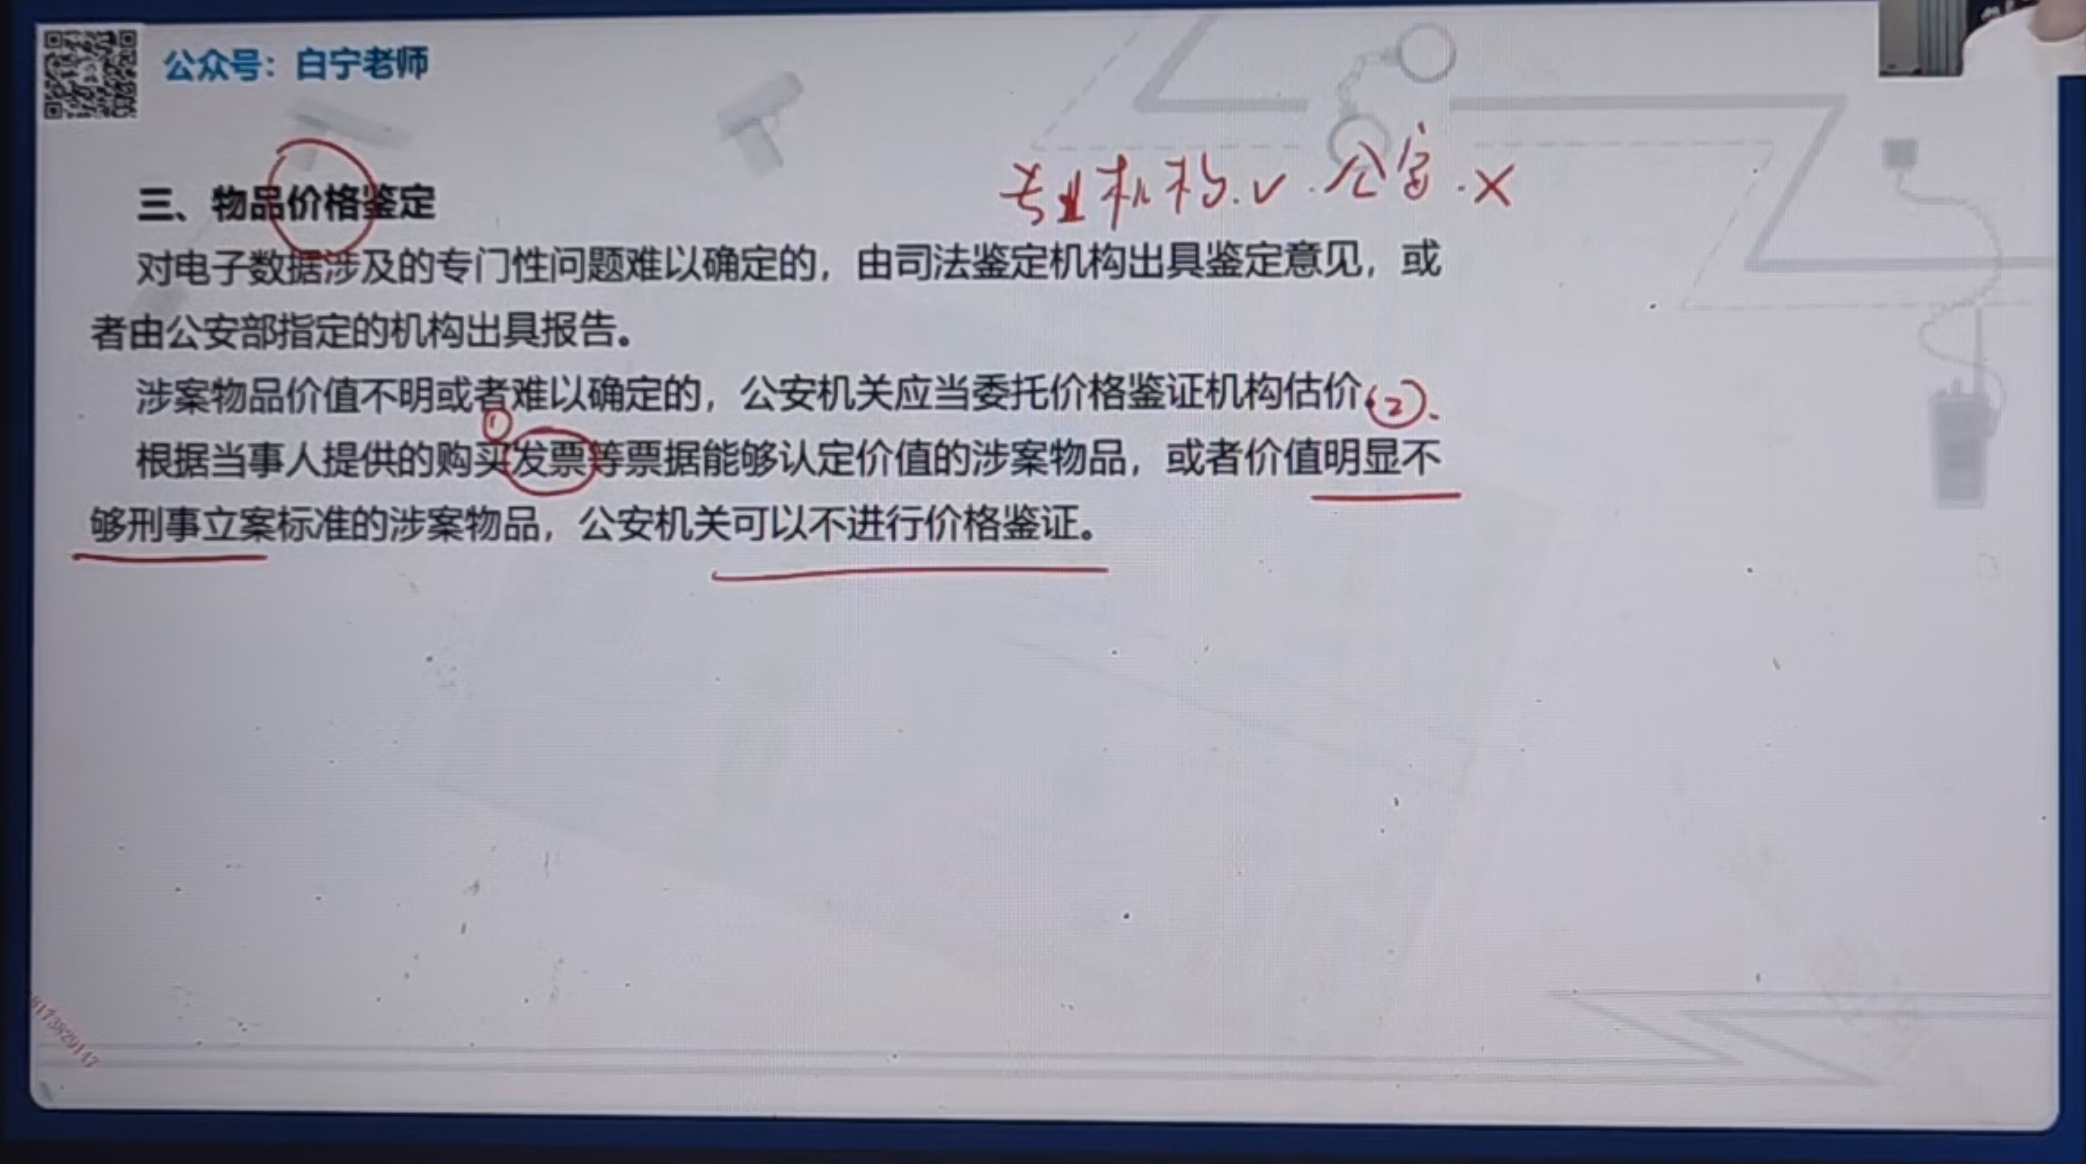 公众号：白宁老师
三、物品价格鉴定
专业机构.✓.公安.×
对电子数据涉及的专门性问题难以确定的，由司法鉴定机构出具鉴定意见，或
者由公安部指定的机构出具报告。
涉案物品价值不明或者难以确定的，公安机关应当委托价格鉴证机构估价
②
①
根据当事人提供的购买发票等票据能够认定价值的涉案物品，或者价值明显不
够刑事立案标准的涉案物品，公安机关可以不进行价格鉴证。